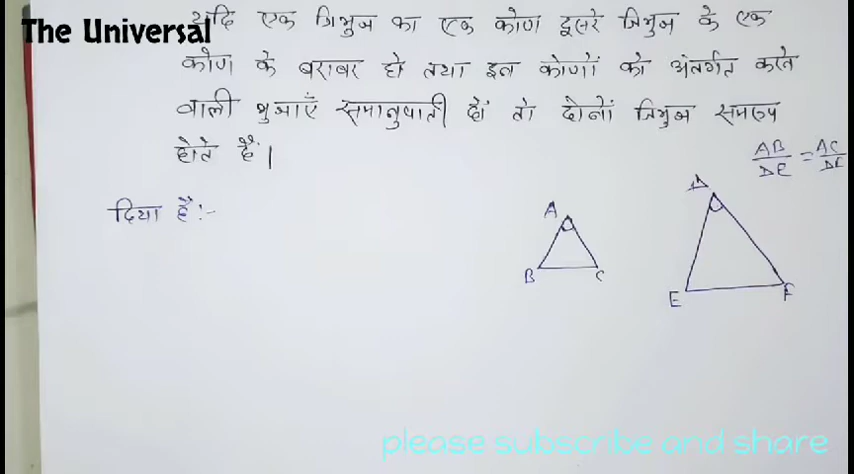 The Universal
यदि एक त्रिभुज का एक कोण दूसरे त्रिभुज के एक
कोण के बराबर हो तथा इन कोणों को अंतर्गत करने
वाली भुजाएँ समानुपाती हों तो दोनों त्रिभुज समरूप
होते हैं।
AB/DE = AC/DF
दिया है:-
A
D
B
C
E
F
please subscribe and share